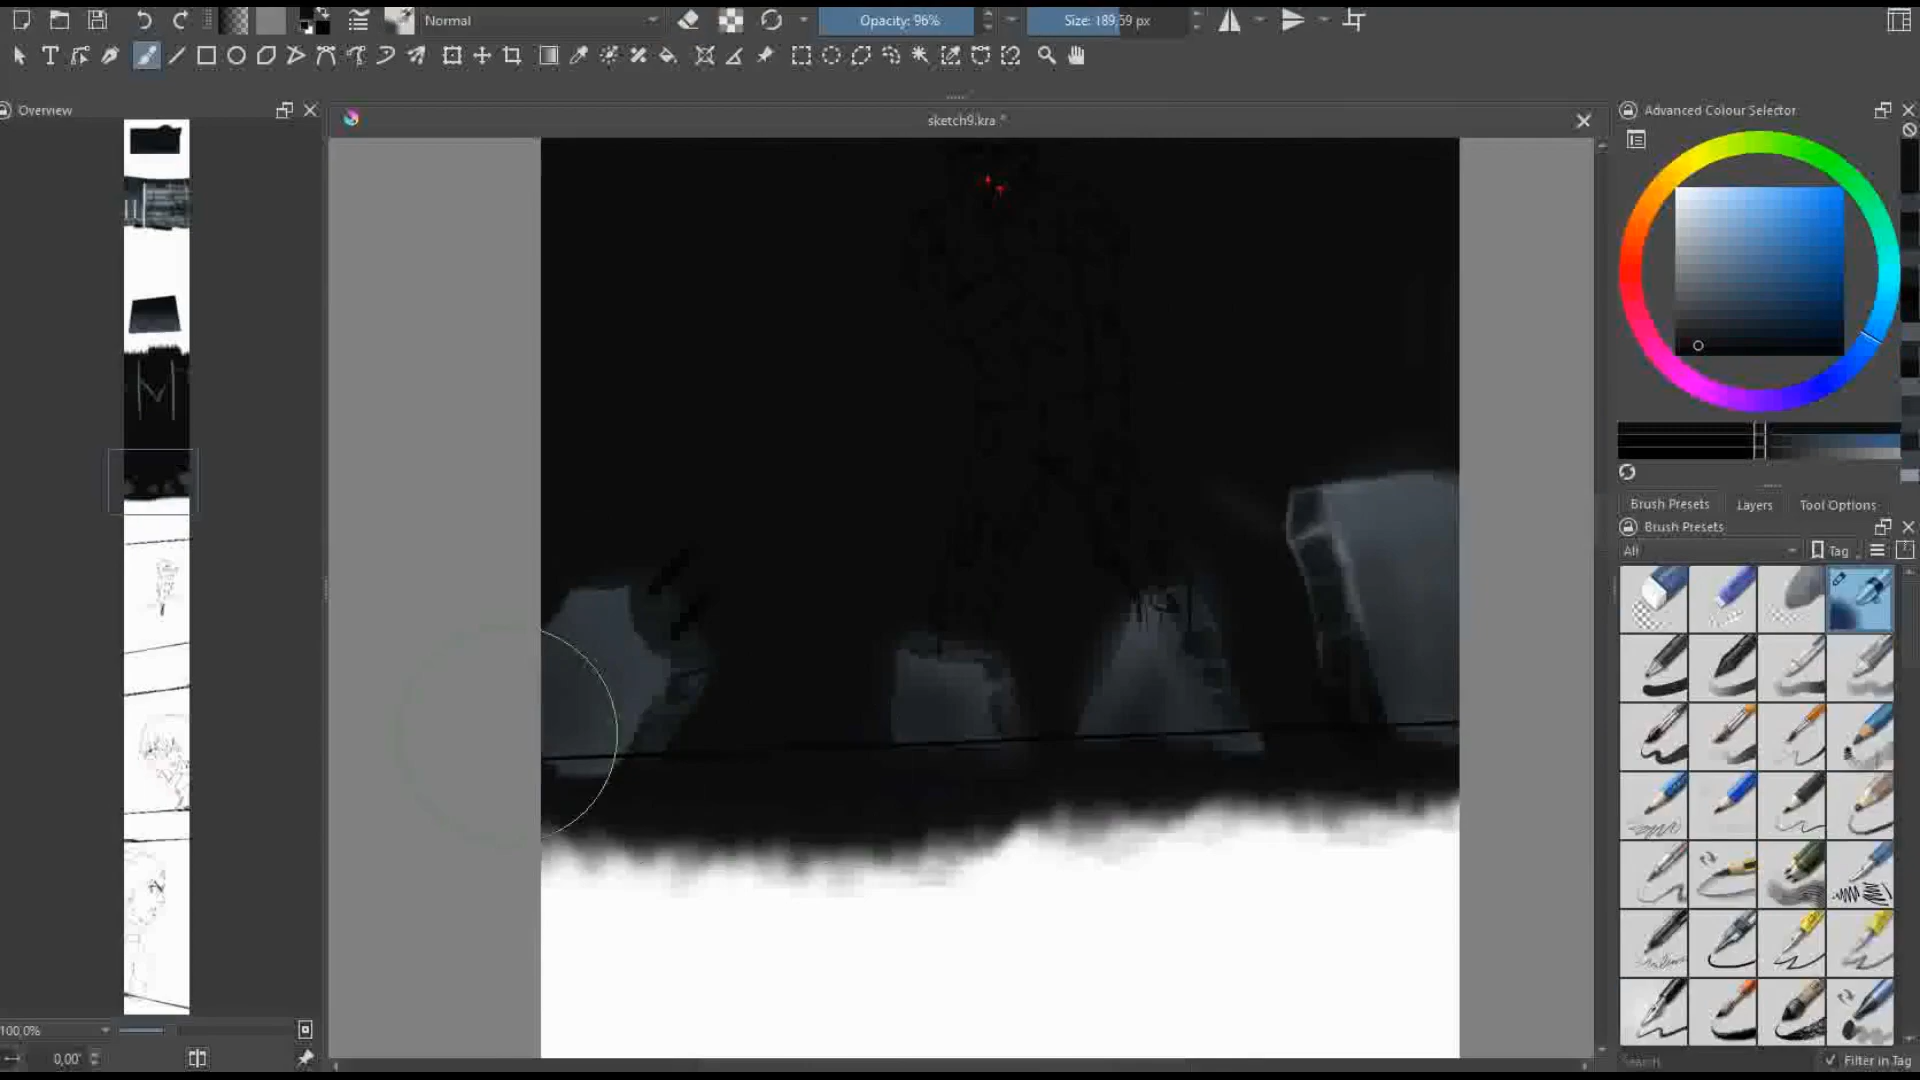 Normal
Opacity: 96%
Size: 189,59 px
Overview
sketch9.kra *
Advanced Colour Selector
Brush Presets
Layers
Tool Options
Brush Presets
All
Tag
100,0%
0,00°
Search
Filter in Tag